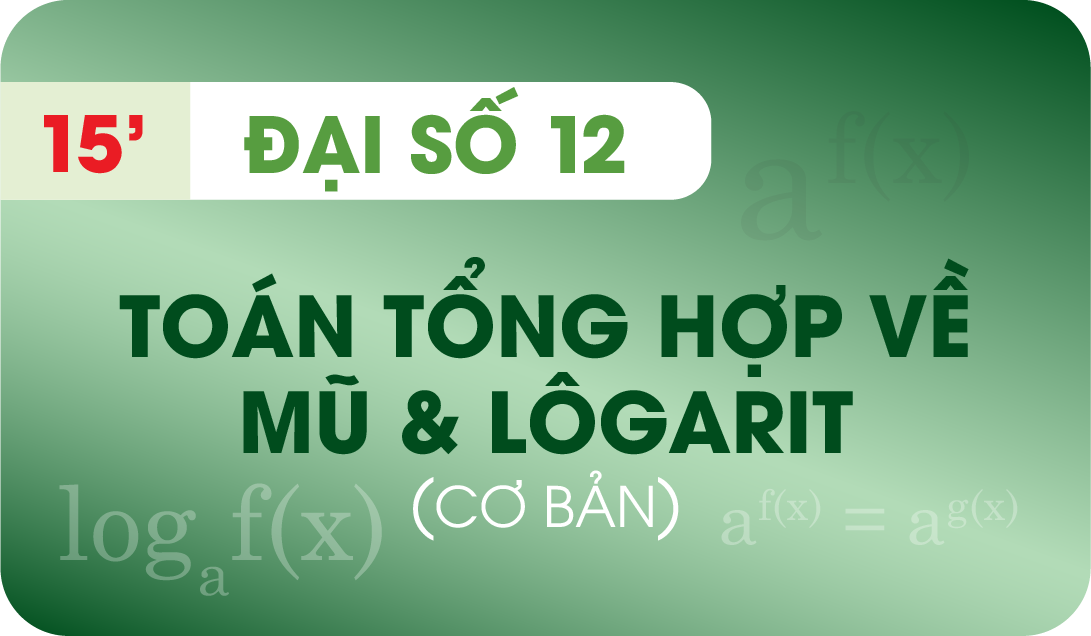 15’ ĐẠI SỐ 12
a^f(x)
TOÁN TỔNG HỢP VỀ
MŨ & LÔGARIT
(CƠ BẢN)
log_a f(x)
a^f(x) = a^g(x)